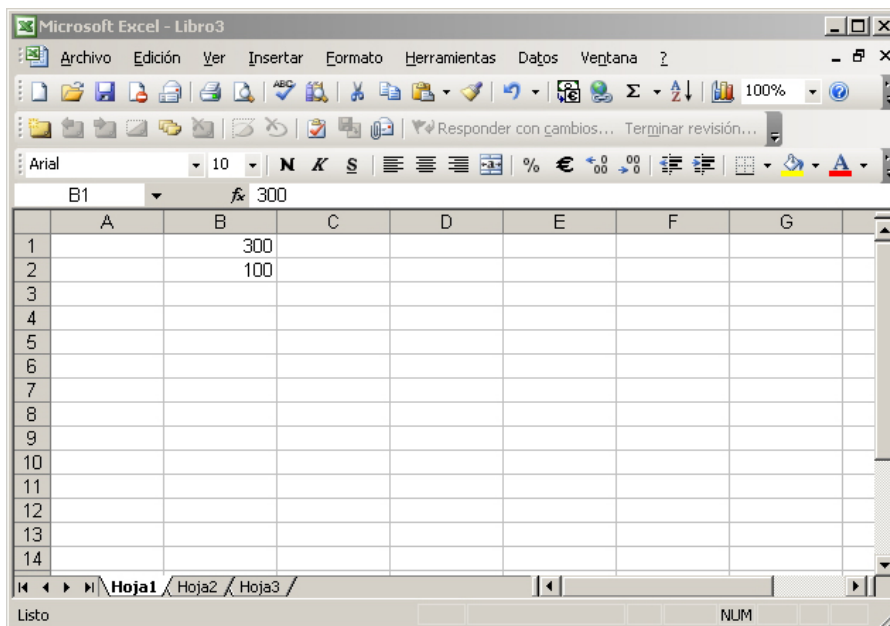 Microsoft Excel - Libro3
Archivo Edición Ver Insertar Formato Herramientas Datos Ventana ?
ABC Σ A Z 100% ?
Responder con cambios... Terminar revisión...
Arial 10 N K S % €
B1 fx 300
A B C D E F G
1 300
2 100
3
4
5
6
7
8
9
10
11
12
13
14
Hoja1 Hoja2 Hoja3
Listo NUM